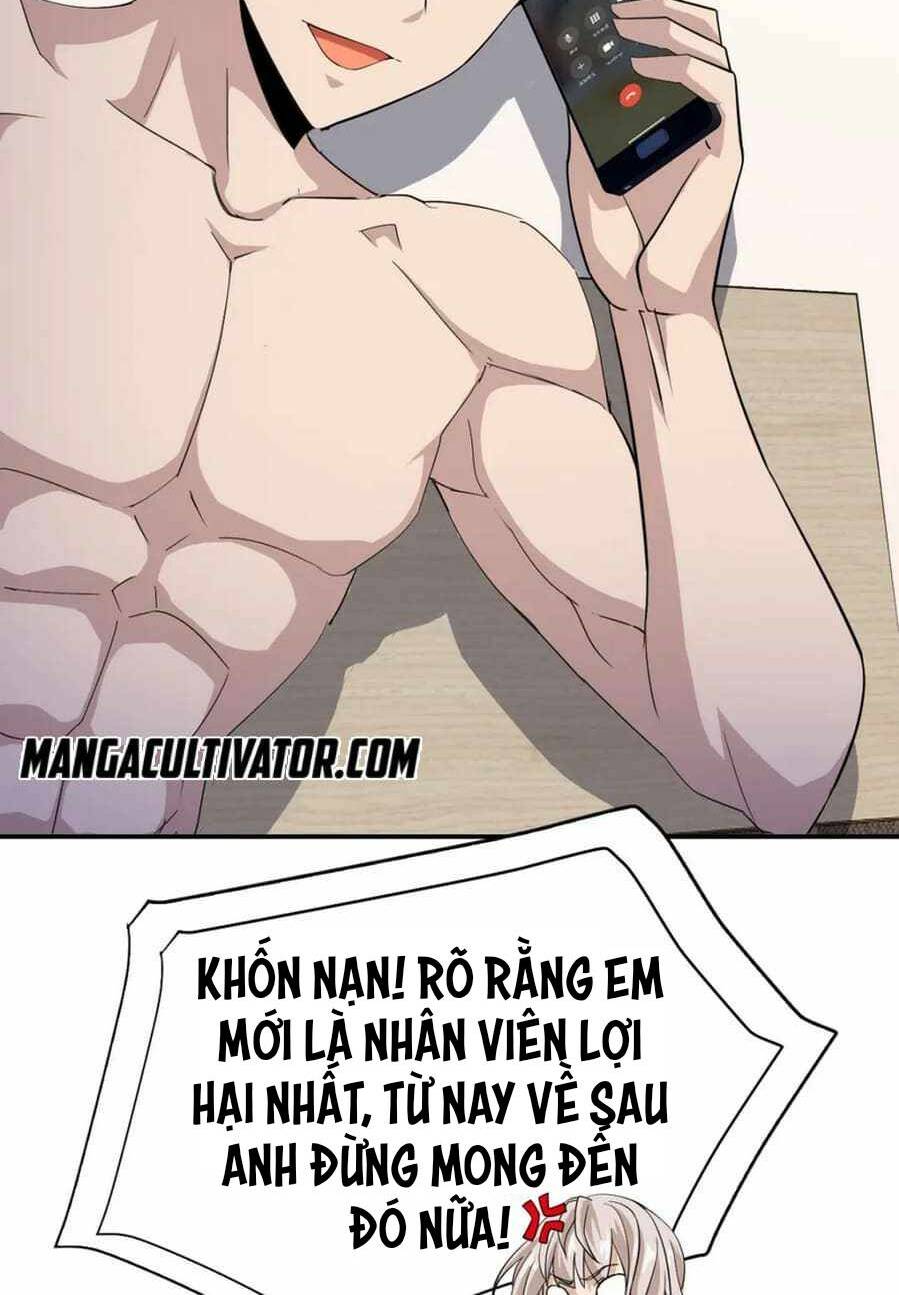 MANGACULTIVATOR.COM
KHỐN NẠN! RÕ RẰNG EM
MỚI LÀ NHÂN VIÊN LỢI
HẠI NHẤT, TỪ NAY VỀ SAU
ANH ĐỪNG MONG ĐẾN
ĐÓ NỮA!